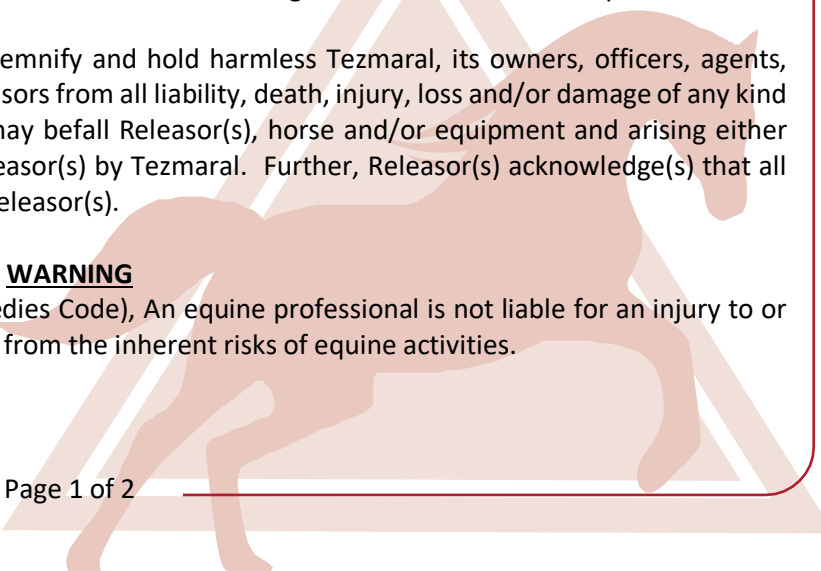 emnify and hold harmless Tezmaral, its owners, officers, agents,
sors from all liability, death, injury, loss and/or damage of any kind
may befall Releasor(s), horse and/or equipment and arising either
easor(s) by Tezmaral. Further, Releasor(s) acknowledge(s) that all
eleasor(s).
WARNING
edies Code), An equine professional is not liable for an injury to or
from the inherent risks of equine activities.
Page 1 of 2